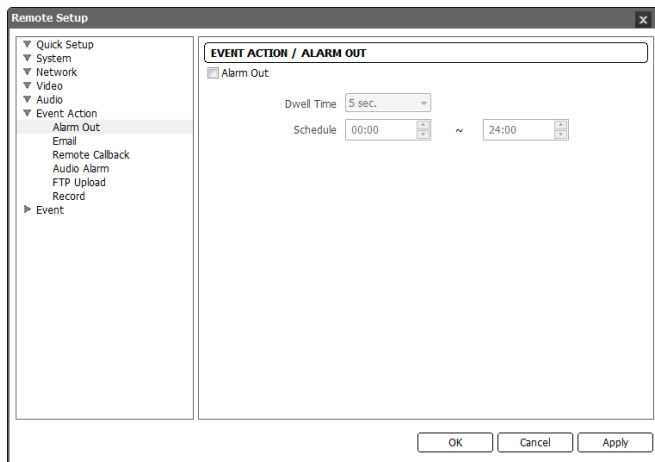 Remote Setup
x
Quick Setup
System
Network
Video
Audio
Event Action
Alarm Out
Email
Remote Callback
Audio Alarm
FTP Upload
Record
Event
EVENT ACTION / ALARM OUT
Alarm Out
Dwell Time 5 sec.
Schedule 00:00 ~ 24:00
OK Cancel Apply